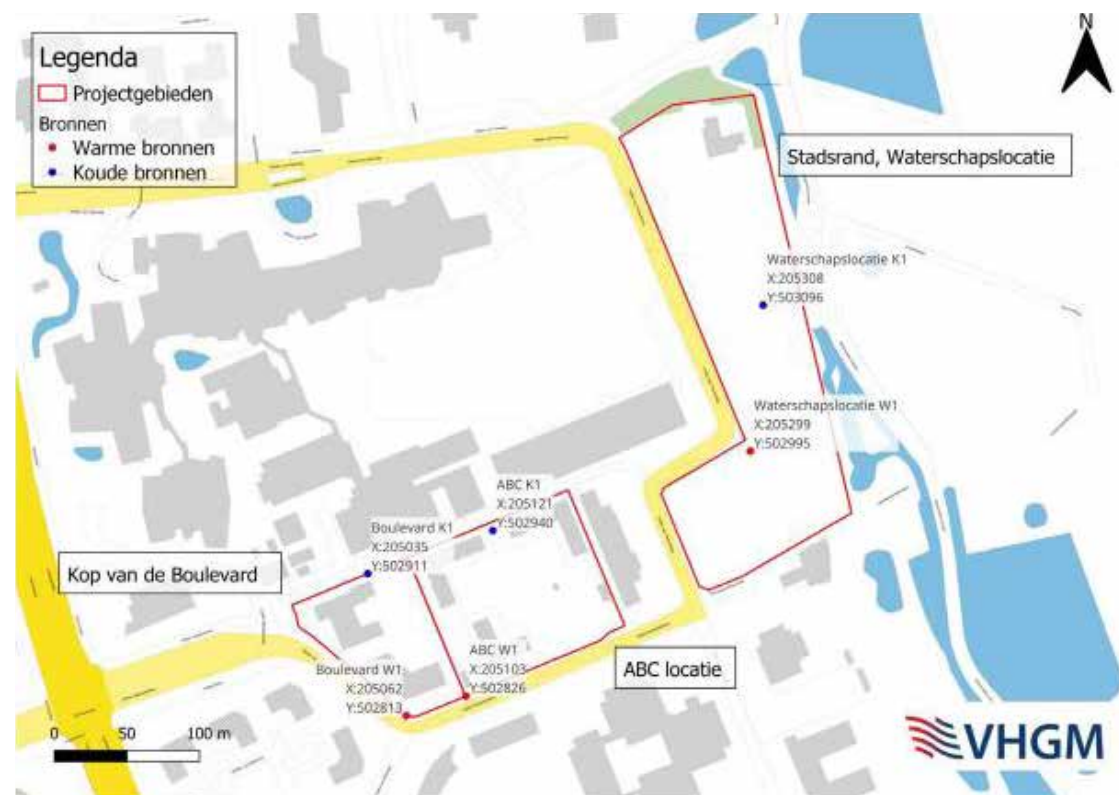 Legenda
Projectgebieden
Bronnen
Warme bronnen
Koude bronnen
N
Stadsrand, Waterschapslocatie
Waterschapslocatie K1
X:205308
Y:503096
Waterschapslocatie W1
X:205299
Y:502995
ABC K1
X:205121
Y:502940
Boulevard K1
X:205035
Y:502911
Kop van de Boulevard
Boulevard W1
X:205062
Y:502813
ABC W1
X:205103
Y:502826
ABC locatie
0 50 100 m
VHGM